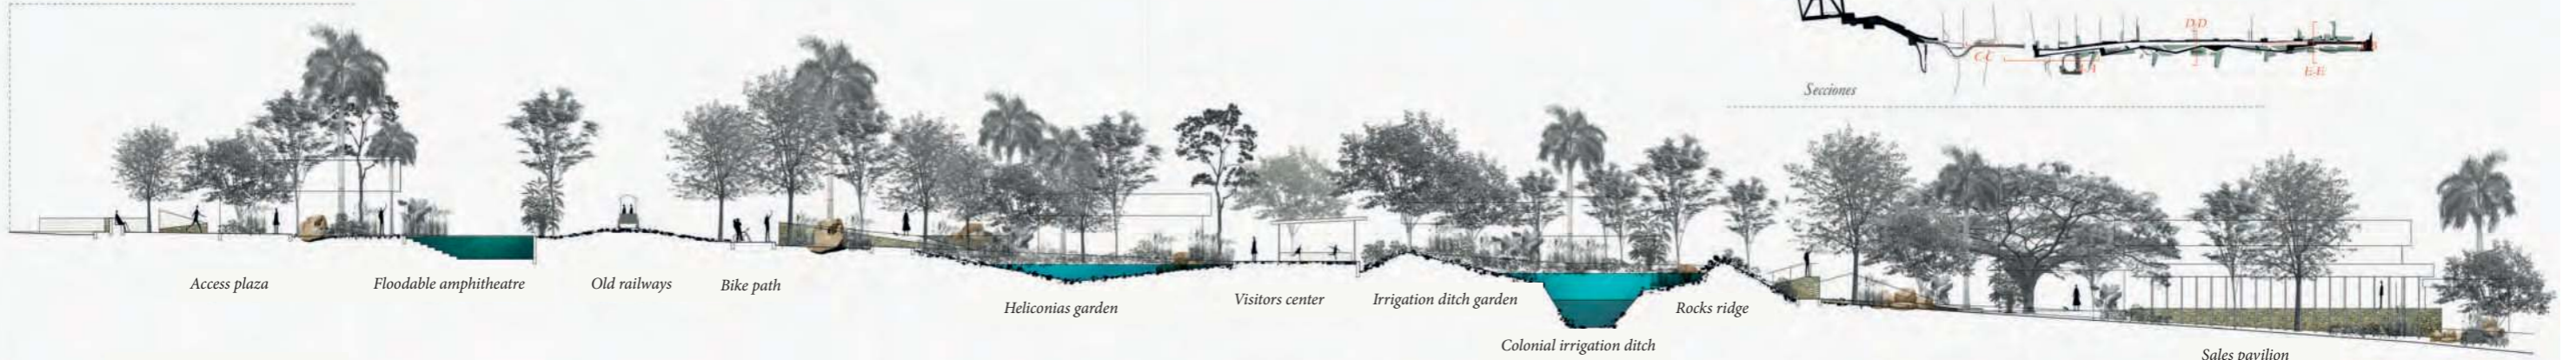 D-D
C-C
E-E
Secciones
Access plaza
Floodable amphitheatre
Old railways
Bike path
Heliconias garden
Visitors center
Irrigation ditch garden
Colonial irrigation ditch
Rocks ridge
Sales pavilion